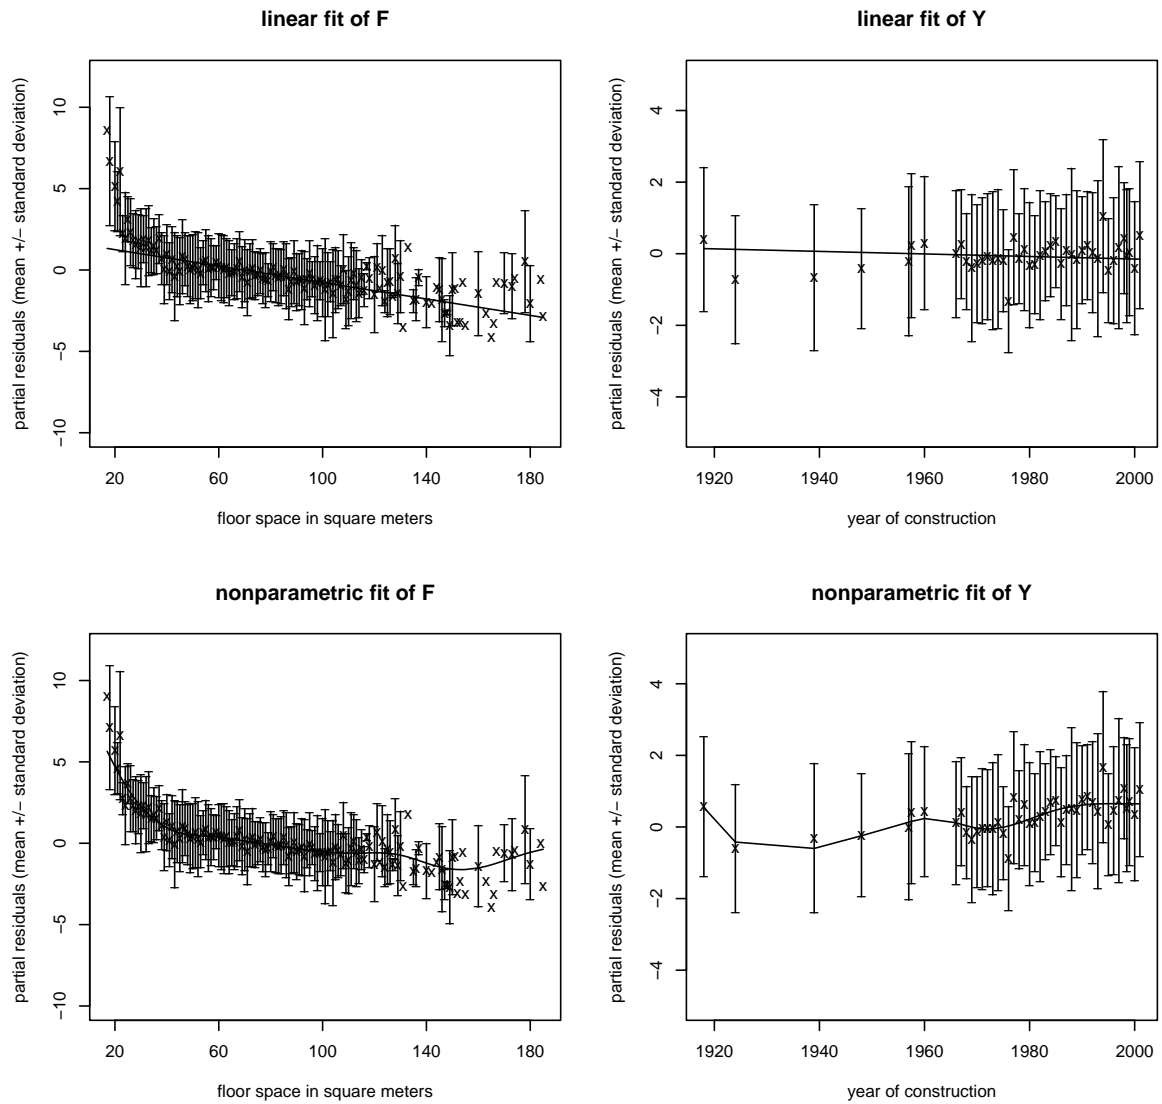 linear fit of F
partial residuals (mean +/− standard deviation)
10
5
0
−5
−10
20 60 100 140 180
floor space in square meters
linear fit of Y
partial residuals (mean +/− standard deviation)
4
2
0
−2
−4
1920 1940 1960 1980 2000
year of construction
nonparametric fit of F
partial residuals (mean +/− standard deviation)
10
5
0
−5
−10
20 60 100 140 180
floor space in square meters
nonparametric fit of Y
partial residuals (mean +/− standard deviation)
4
2
0
−2
−4
1920 1940 1960 1980 2000
year of construction